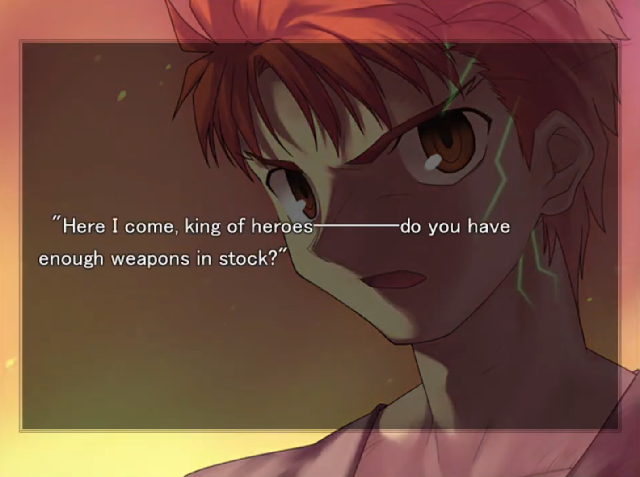 "Here I come, king of heroes―――――do you have
enough weapons in stock?"